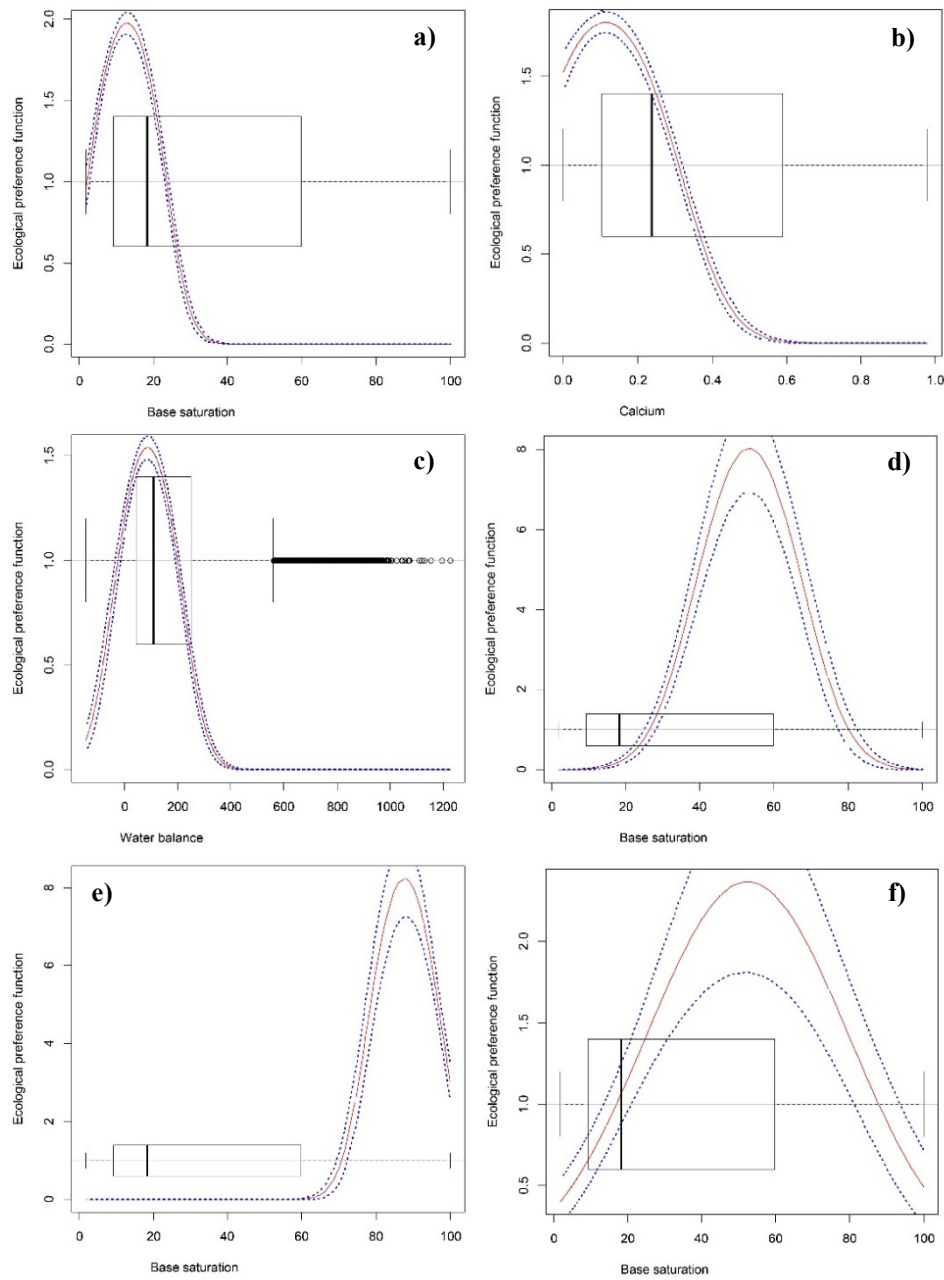 a)
Ecological preference function
2.0
1.5
1.0
0.5
0.0
0 20 40 60 80 100
Base saturation
b)
Ecological preference function
1.5
1.0
0.5
0.0
0.0 0.2 0.4 0.6 0.8 1.0
Calcium
c)
Ecological preference function
1.5
1.0
0.5
0.0
0 200 400 600 800 1000 1200
Water balance
d)
Ecological preference function
8
6
4
2
0
0 20 40 60 80 100
Base saturation
e)
Ecological preference function
8
6
4
2
0
0 20 40 60 80 100
Base saturation
f)
Ecological preference function
2.0
1.5
1.0
0.5
0 20 40 60 80 100
Base saturation